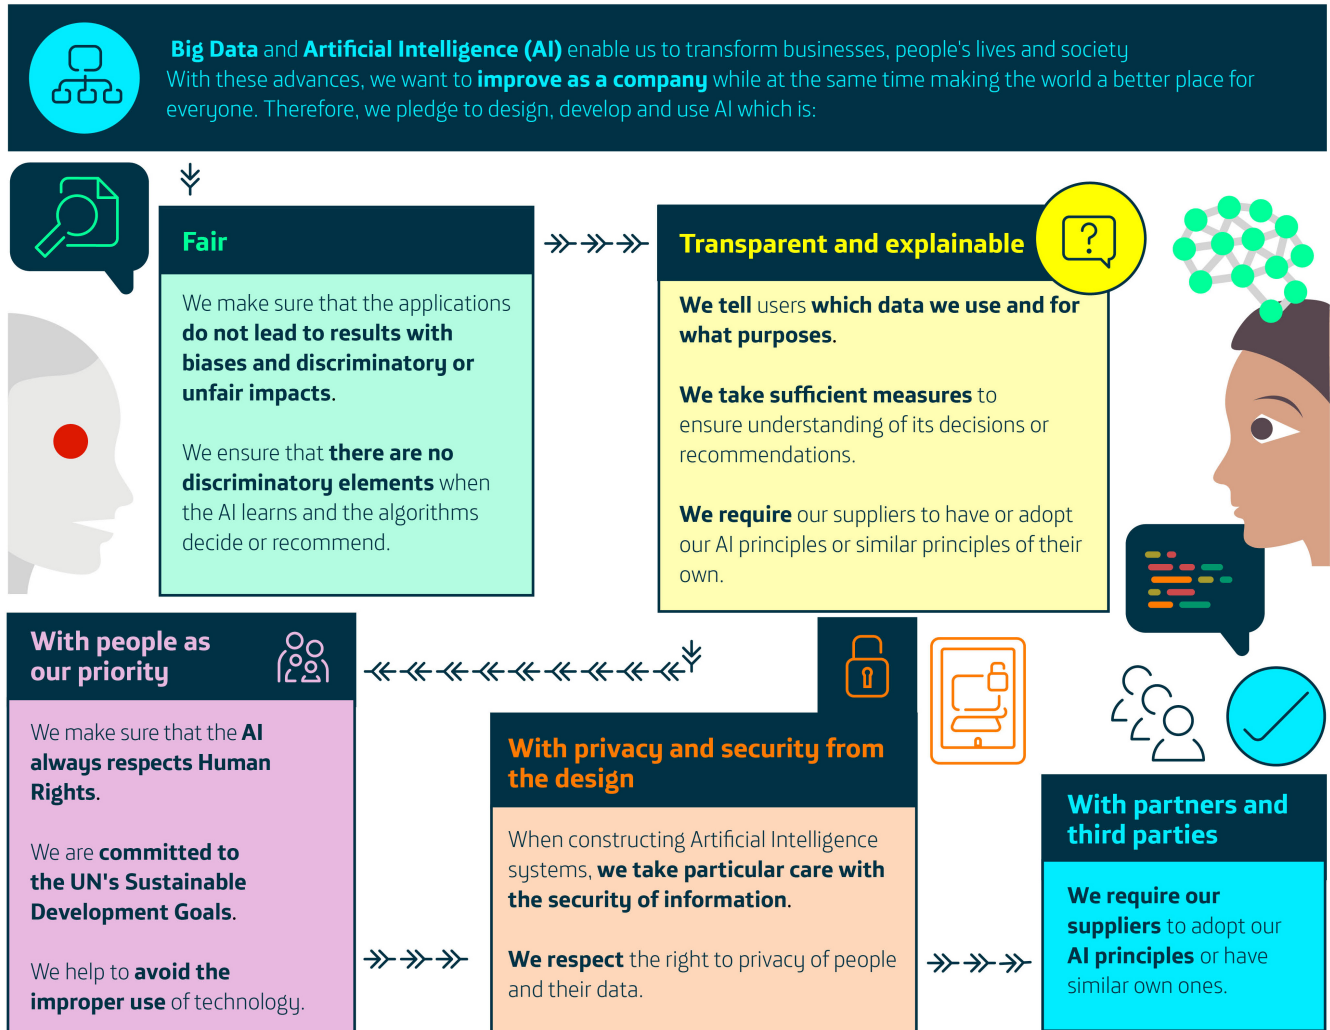 Big Data and Artificial Intelligence (AI) enable us to transform businesses, people's lives and society
With these advances, we want to improve as a company while at the same time making the world a better place for
everyone. Therefore, we pledge to design, develop and use AI which is:
Fair
We make sure that the applications
do not lead to results with
biases and discriminatory or
unfair impacts.
We ensure that there are no
discriminatory elements when
the AI learns and the algorithms
decide or recommend.
Transparent and explainable
?
We tell users which data we use and for
what purposes.
We take sufficient measures to
ensure understanding of its decisions or
recommendations.
We require our suppliers to have or adopt
our AI principles or similar principles of their
own.
With people as
our priority
We make sure that the AI
always respects Human
Rights.
We are committed to
the UN's Sustainable
Development Goals.
We help to avoid the
improper use of technology.
With privacy and security from
the design
When constructing Artificial Intelligence
systems, we take particular care with
the security of information.
We respect the right to privacy of people
and their data.
With partners and
third parties
We require our
suppliers to adopt our
AI principles or have
similar own ones.